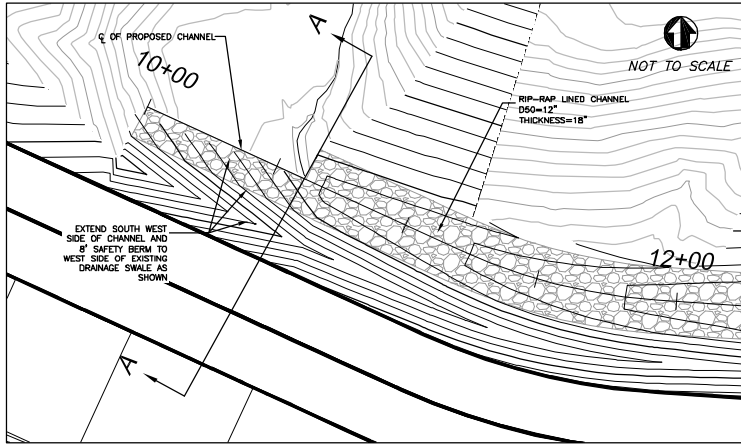 ℄ OF PROPOSED CHANNEL
A
10+00
NOT TO SCALE
RIP-RAP LINED CHANNEL
D50=12"
THICKNESS=18"
EXTEND SOUTH WEST
SIDE OF CHANNEL AND
8' SAFETY BERM TO
WEST SIDE OF EXISTING
DRAINAGE SWALE AS
SHOWN
12+00
A